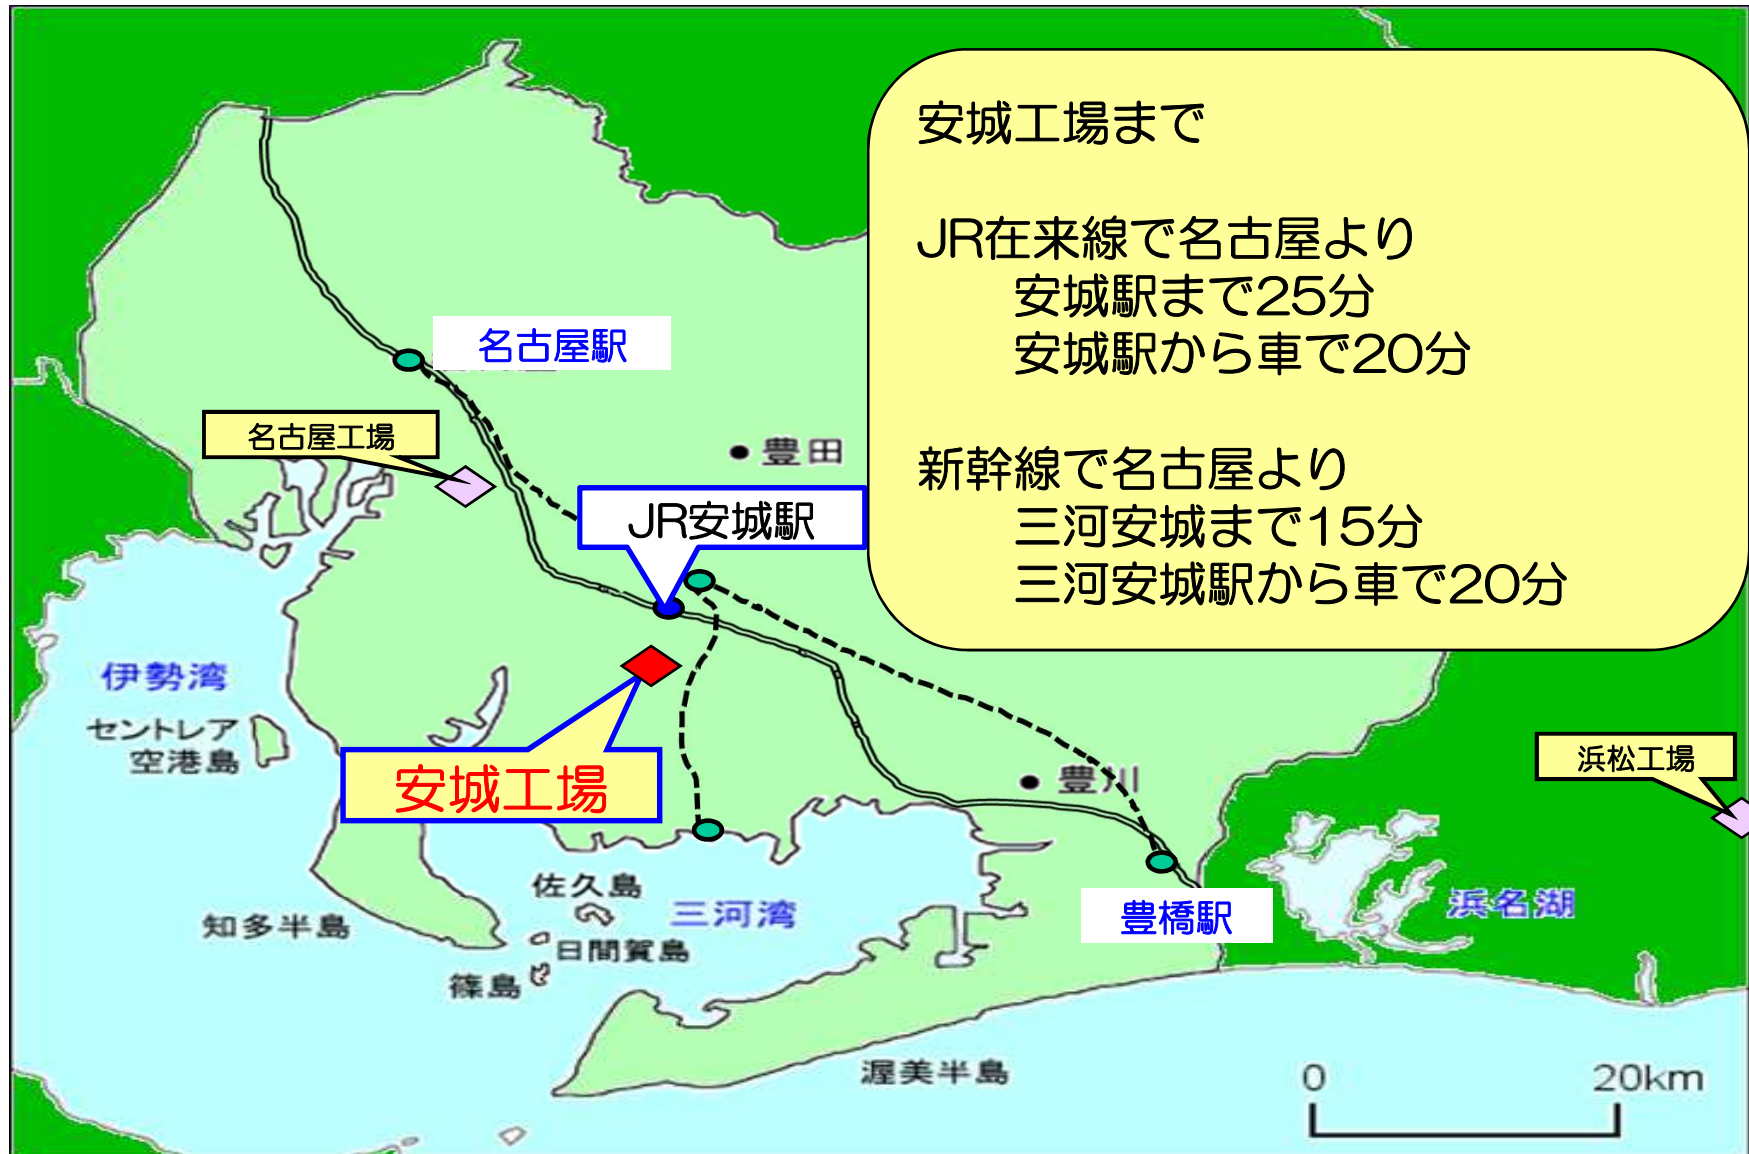 安城工場まで
JR在来線で名古屋より
安城駅まで25分
安城駅から車で20分
新幹線で名古屋より
三河安城まで15分
三河安城駅から車で20分
名古屋駅
名古屋工場
豊田
JR安城駅
伊勢湾
セントレア
空港島
安城工場
豊川
浜松工場
佐久島
三河湾
知多半島
日間賀島
篠島
豊橋駅
浜名湖
渥美半島
0 20km